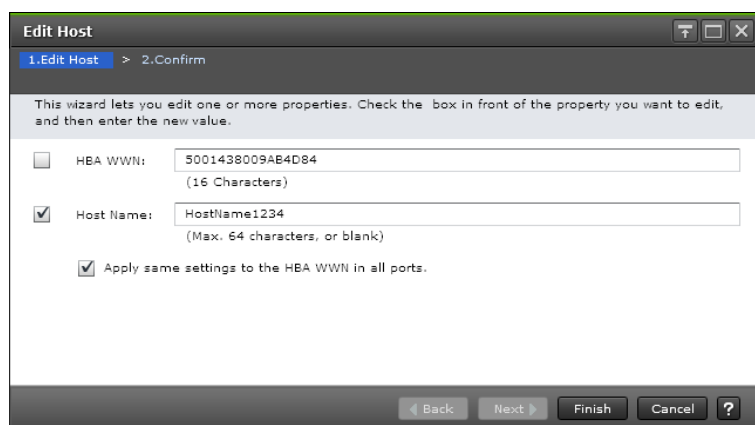 Edit Host
1.Edit Host > 2.Confirm
This wizard lets you edit one or more properties. Check the box in front of the property you want to edit,
and then enter the new value.
HBA WWN: 5001438009AB4D84
(16 Characters)
Host Name: HostName1234
(Max. 64 characters, or blank)
Apply same settings to the HBA WWN in all ports.
Back Next Finish Cancel ?